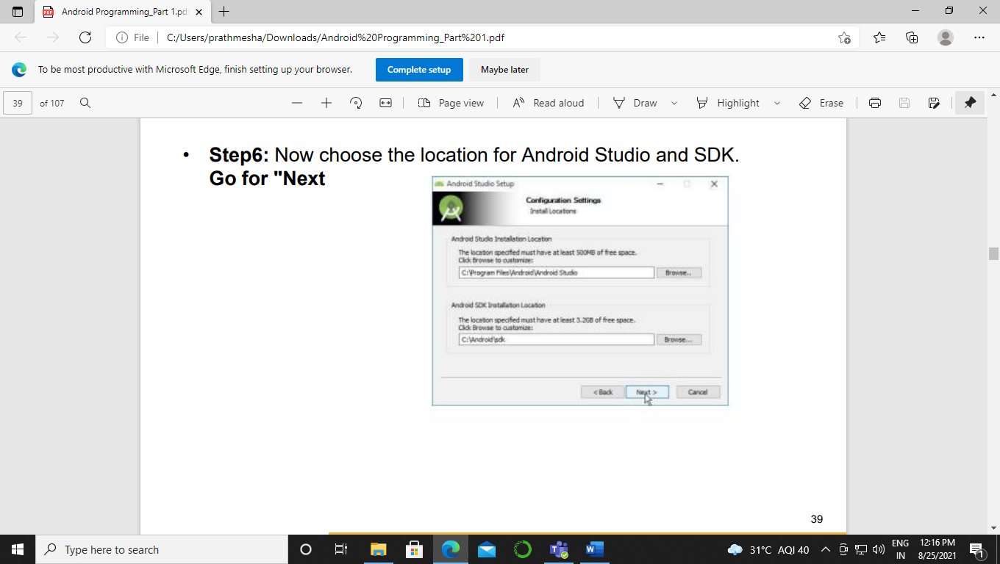 Android Programming_Part 1.pd
File
C:/Users/prathmesha/Downloads/Android%20Programming_Part%201.pdf
To be most productive with Microsoft Edge, finish setting up your browser.
Complete setup
Maybe later
39
of 107
Page view
Read aloud
Draw
Highlight
Erase
• Step6: Now choose the location for Android Studio and SDK.
Go for "Next
Android Studio Setup
Configuration Settings
Install Locations
Android Studio Installation Location
The location specified must have at least 500MB of free space.
Click Browse to customize:
C:\Program Files\Android\Android Studio
Browse..
Android SDK Installation Location
The location specified must have at least 3.2GB of free space.
Click Browse to customize:
C:\Android\sdk
Browse...
< Back
Next >
Cancel
39
Type here to search
31°C AQI 40
ENG
IN
12:16 PM
8/25/2021
1